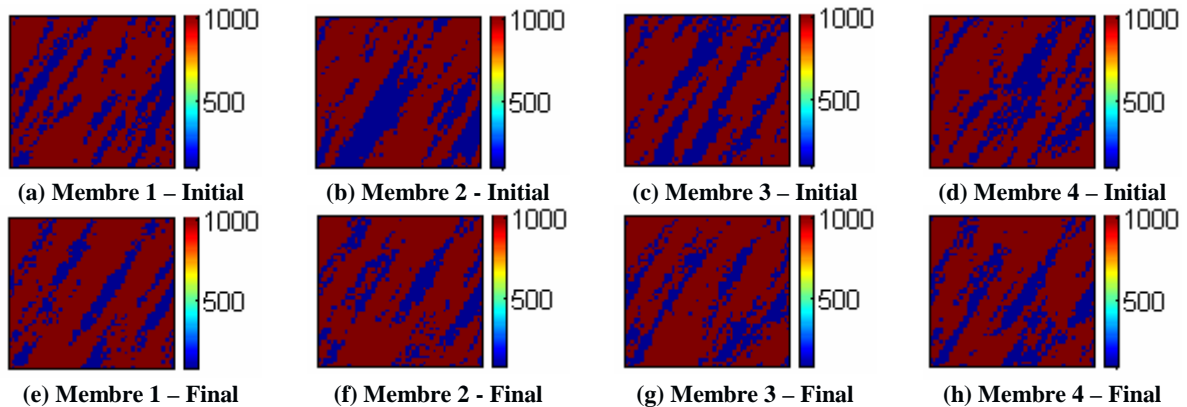 1000 1000 1000 1000
500 500 500 500
(a) Membre 1 – Initial (b) Membre 2 - Initial (c) Membre 3 – Initial (d) Membre 4 – Initial
1000 1000 1000 1000
500 500 500 500
(e) Membre 1 – Final (f) Membre 2 - Final (g) Membre 3 – Final (h) Membre 4 – Final